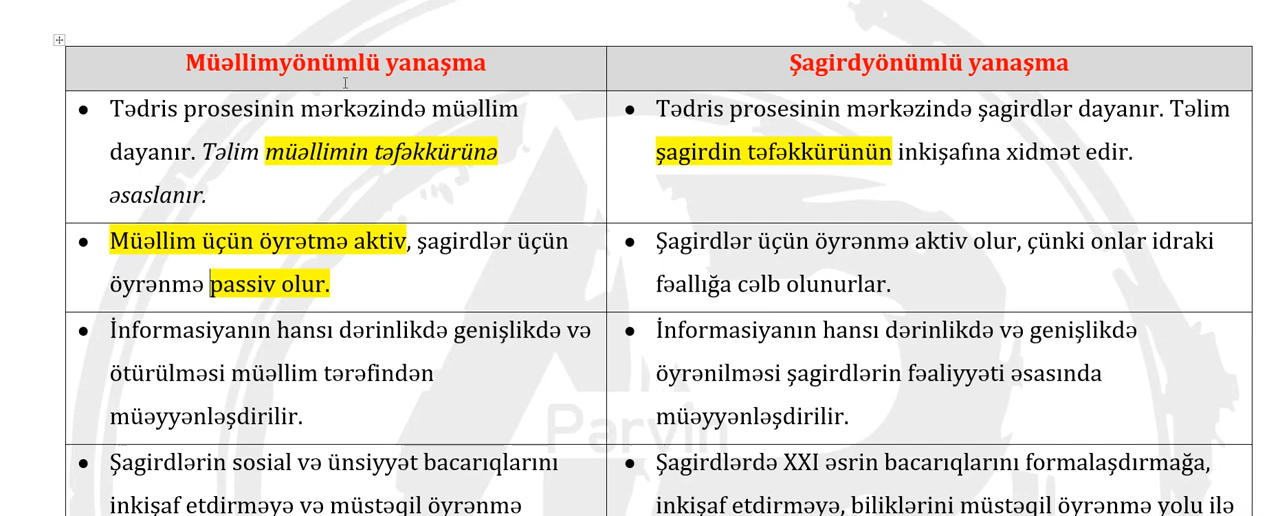 Müəllimyönümlü yanaşma
Şagirdyönümlü yanaşma
• Tədris prosesinin mərkəzində müəllim
dayanır. Təlim müəllimin təfəkkürünə
əsaslanır.
• Tədris prosesinin mərkəzində şagirdlər dayanır. Təlim
şagirdin təfəkkürünün inkişafına xidmət edir.
• Müəllim üçün öyrətmə aktiv, şagirdlər üçün
öyrənmə passiv olur.
• Şagirdlər üçün öyrənmə aktiv olur, çünki onlar idraki
fəallığa cəlb olunurlar.
• İnformasiyanın hansı dərinlikdə genişlikdə və
ötürülməsi müəllim tərəfindən
müəyyənləşdirilir.
• İnformasiyanın hansı dərinlikdə və genişlikdə
öyrənilməsi şagirdlərin fəaliyyəti əsasında
müəyyənləşdirilir.
• Şagirdlərin sosial və ünsiyyət bacarıqlarını
inkişaf etdirməyə və müstəqil öyrənmə
• Şagirdlərdə XXI əsrin bacarıqlarını formalaşdırmağa,
inkişaf etdirməyə, biliklərini müstəqil öyrənmə yolu ilə
Pərvin